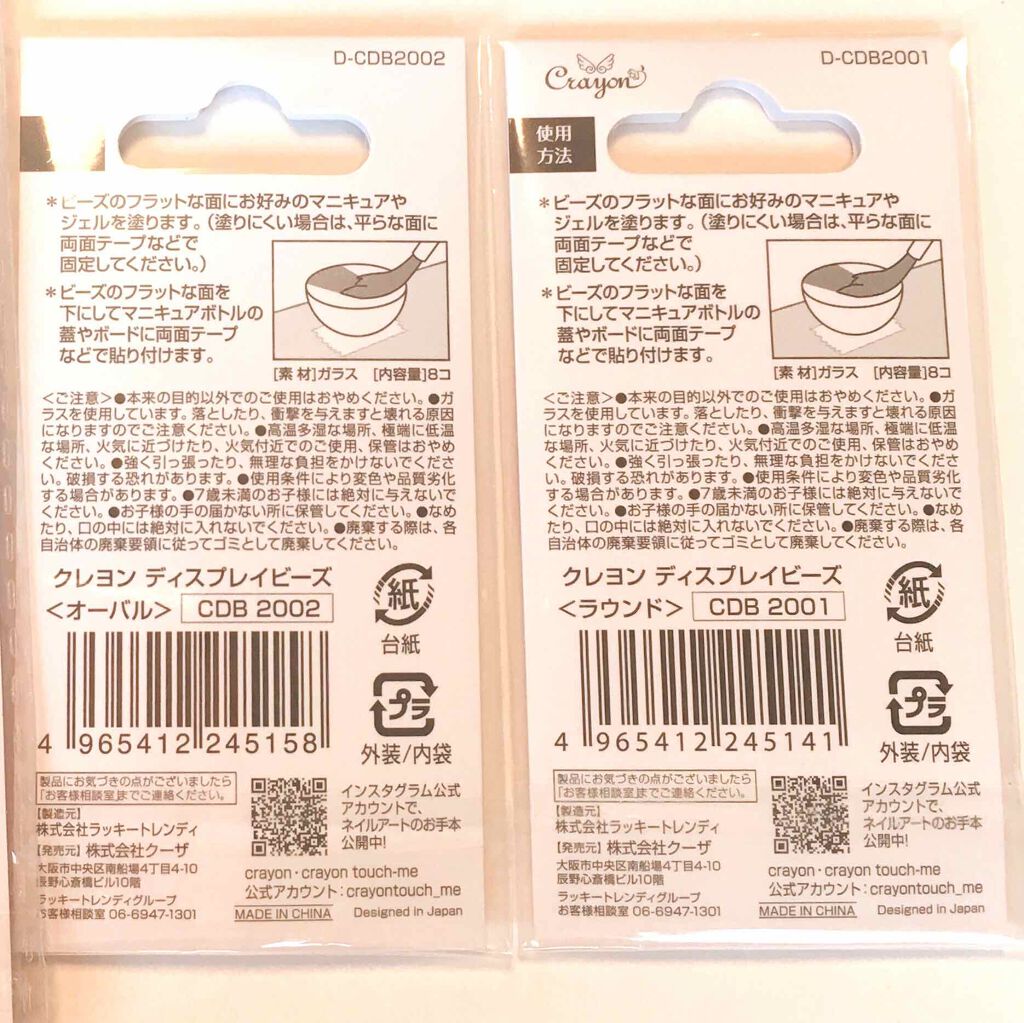 D-CDB2002
*ビーズのフラットな面にお好みのマニキュアや
ジェルを塗ります。(塗りにくい場合は、平らな面に
両面テープなどで
固定してください。)
*ビーズのフラットな面を
下にしてマニキュアボトルの
蓋やボードに両面テープ
などで貼り付けます。
[素 材]ガラス [内容量]8コ
<ご注意>●本来の目的以外でのご使用はおやめください。●ガ
ラスを使用しています。落としたり、衝撃を与えますと壊れる原因
になりますのでご注意ください。●高温多湿な場所、極端に低温
な場所、火気に近づけたり、火気付近でのご使用、保管はおやめ
ください。●強く引っ張ったり、無理な負担をかけないでくださ
い。破損する恐れがあります。●使用条件により変色や品質劣化
する場合があります。●7歳未満のお子様には絶対に与えないで
ください。●お子様の手の届かない所に保管してください。●なめ
たり、口の中には絶対に入れないでください。●廃棄する際は、各
自治体の廃棄要領に従ってゴミとして廃棄してください。
クレヨン ディスプレイビーズ
<オーバル> CDB 2002
紙
台紙
プラ
外装/内袋
4 965412 245158
製品にお気づきの点がございましたら
「お客様相談室までご連絡ください。
【製造元】
株式会社ラッキートレンディ
【発売元】株式会社クーザ
大阪市中央区南船場4丁目4-10
辰野心斎橋ビル10階
ラッキートレンディグループ
お客様相談室 06-6947-1301
インスタグラム公式
アカウントで、
ネイルアートのお手本
公開中!
crayon・crayon touch-me
公式アカウント:crayontouch_me
MADE IN CHINA Designed in Japan
Crayon
D-CDB2001
使用
方法
*ビーズのフラットな面にお好みのマニキュアや
ジェルを塗ります。(塗りにくい場合は、平らな面に
両面テープなどで
固定してください。)
*ビーズのフラットな面を
下にしてマニキュアボトルの
蓋やボードに両面テープ
などで貼り付けます。
[素 材]ガラス [内容量]8コ
<ご注意>●本来の目的以外でのご使用はおやめください。●ガ
ラスを使用しています。落としたり、衝撃を与えますと壊れる原因
になりますのでご注意ください。●高温多湿な場所、極端に低温
な場所、火気に近づけたり、火気付近でのご使用、保管はおやめ
ください。●強く引っ張ったり、無理な負担をかけないでくださ
い。破損する恐れがあります。●使用条件により変色や品質劣化
する場合があります。●7歳未満のお子様には絶対に与えないで
ください。●お子様の手の届かない所に保管してください。●なめ
たり、口の中には絶対に入れないでください。●廃棄する際は、各
自治体の廃棄要領に従ってゴミとして廃棄してください。
クレヨン ディスプレイビーズ
<ラウンド> CDB 2001
紙
台紙
プラ
外装/内袋
4 965412 245141
製品にお気づきの点がございましたら
「お客様相談室までご連絡ください。
【製造元】
株式会社ラッキートレンディ
【発売元】株式会社クーザ
大阪市中央区南船場4丁目4-10
辰野心斎橋ビル10階
ラッキートレンディグループ
お客様相談室 06-6947-1301
インスタグラム公式
アカウントで、
ネイルアートのお手本
公開中!
crayon・crayon touch-me
公式アカウント:crayontouch_me
MADE IN CHINA Designed in Japan